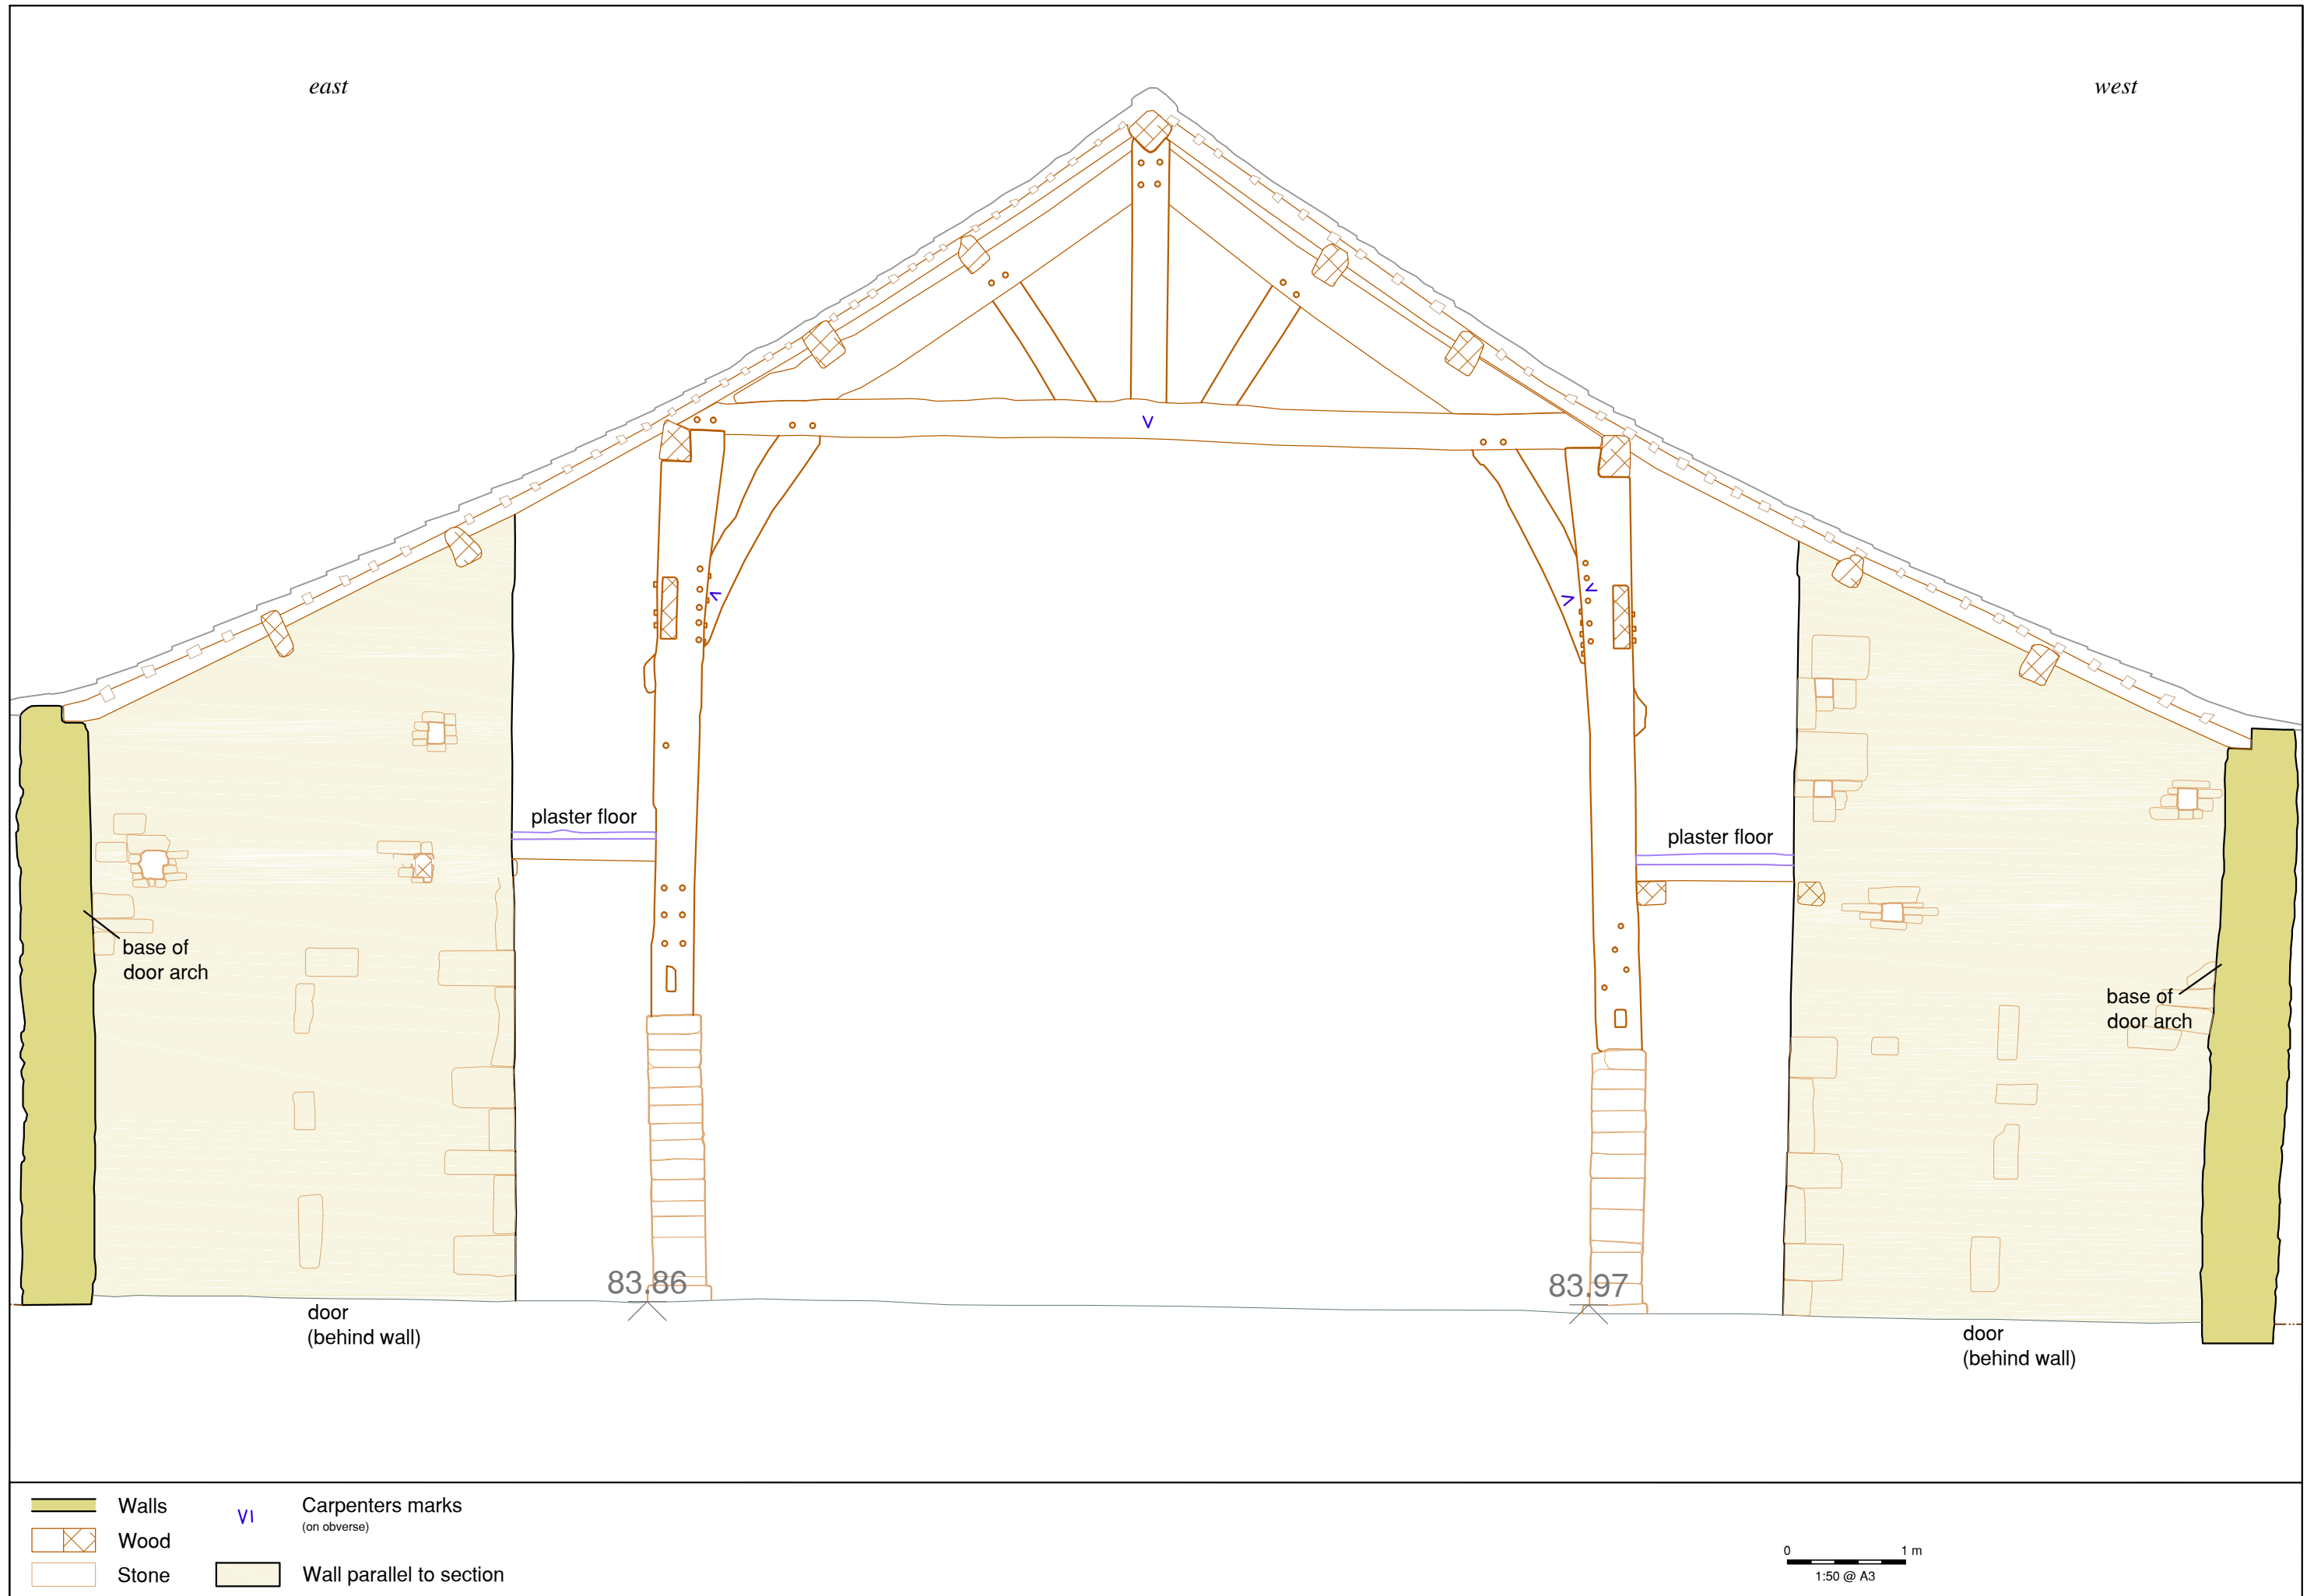 east
west
V
V
V
V
plaster floor
plaster floor
base of
door arch
base of
door arch
83.86
83.97
door
(behind wall)
door
(behind wall)
Walls
VI
Carpenters marks
(on obverse)
Wood
Stone
Wall parallel to section
0 1 m
1:50 @ A3